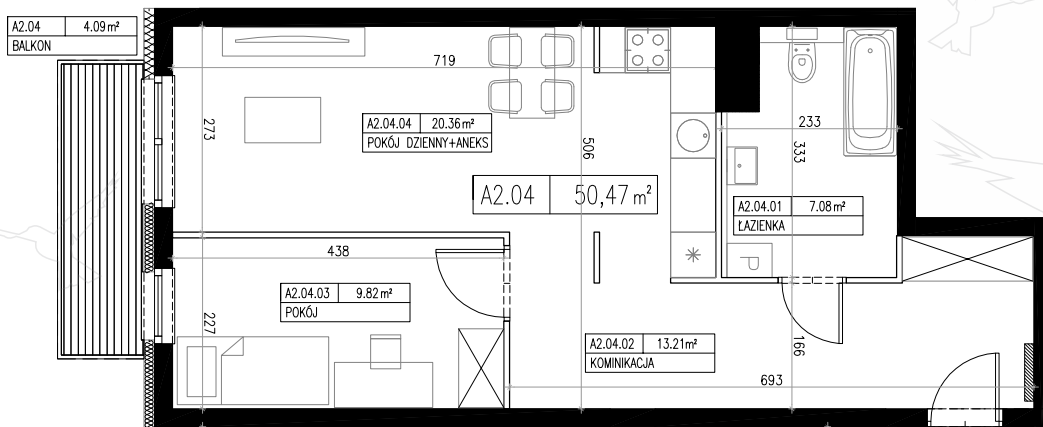 A2.04 4.09 m²
BALKON
719
273
A2.04.04 20.36 m²
POKÓJ DZIENNY+ANEKS
506
233
333
A2.04 50,47 m²
A2.04.01 7.08 m²
ŁAZIENKA
P
438
A2.04.03 9.82 m²
POKÓJ
227
A2.04.02 13.21m²
KOMINIKACJA
166
693